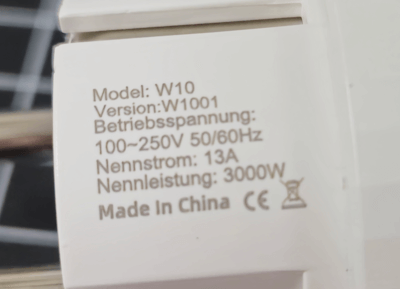 Model: W10
Version:W1001
Betriebsspannung:
100~250V 50/60Hz
Nennstrom: 13A
Nennleistung: 3000W
Made In China CE